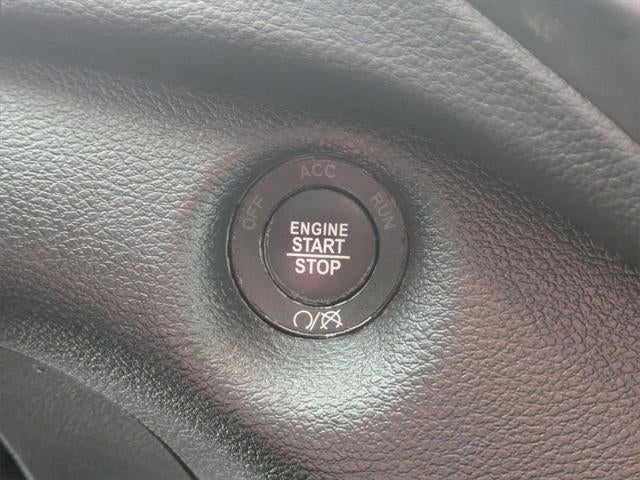 OFF ACC RUN
ENGINE
START
STOP